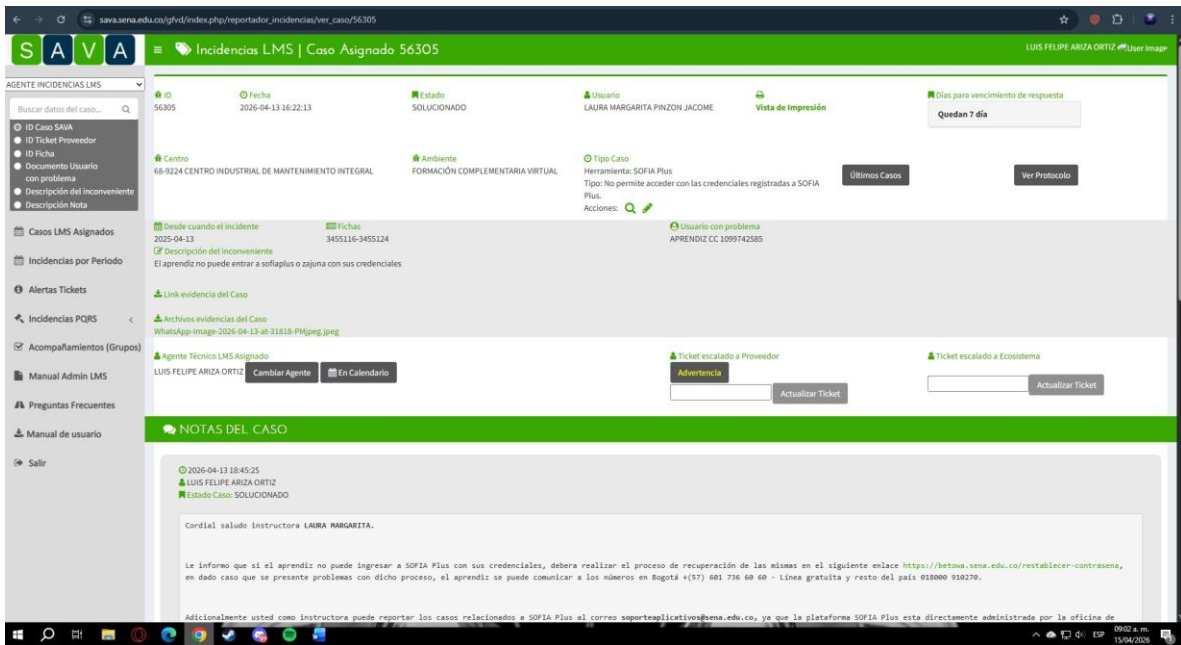 sava.sena.edu.co/gfvd/index.php/reportador_incidencias/ver_caso/56305
SAVA
Incidencias LMS | Caso Asignado 56305
LUIS FELIPE ARIZA ORTIZ User Image
AGENTE INCIDENCIAS LMS
Buscar datos del caso...
ID Caso SAVA
ID Ticket Proveedor
ID Ficha
Documento Usuario
con problema
Descripción del inconveniente
Descripción Nota
Casos LMS Asignados
Incidencias por Periodo
Alertas Tickets
Incidencias PQRS
Acompañamientos (Grupos)
Manual Admin LMS
Preguntas Frecuentes
Manual de usuario
Salir
ID
56305
Fecha
2026-04-13 16:22:13
Estado
SOLUCIONADO
Usuario
LAURA MARGARITA PINZON JACOME
Vista de Impresión
Días para vencimiento de respuesta
Quedan 7 día
Centro
68-9224 CENTRO INDUSTRIAL DE MANTENIMIENTO INTEGRAL
Ambiente
FORMACIÓN COMPLEMENTARIA VIRTUAL
Tipo Caso
Herramienta: SOFIA Plus
Tipo: No permite acceder con las credenciales registradas a SOFIA
Plus.
Acciones:
Últimos Casos
Ver Protocolo
Desde cuando el incidente
2025-04-13
Fichas
3455116-3455124
Usuario con problema
APRENDIZ CC 1099742585
Descripción del inconveniente
El aprendiz no puede entrar a sofiaplus o zajuna con sus credenciales
Link evidencia del Caso
Archivos evidencias del Caso
WhatsApp-Image-2026-04-13-at-31818-PMjpeg.jpeg
Agente Técnico LMS Asignado
LUIS FELIPE ARIZA ORTIZ
Cambiar Agente
En Calendario
Ticket escalado a Proveedor
Advertencia
Actualizar Ticket
Ticket escalado a Ecosistema
Actualizar Ticket
NOTAS DEL CASO
2026-04-13 18:45:25
LUIS FELIPE ARIZA ORTIZ
Estado Caso: SOLUCIONADO
Cordial saludo instructora LAURA MARGARITA.
Le informo que si el aprendiz no puede ingresar a SOFIA Plus con sus credenciales, debera realizar el proceso de recuperación de las mismas en el siguiente enlace https://betowa.sena.edu.co/restablecer-contrasena,
en dado caso que se presente problemas con dicho proceso, el aprendiz se puede comunicar a los números en Bogotá +(57) 601 736 60 60 - Línea gratuita y resto del país 018000 910270.
Adicionalmente usted como instructora puede reportar los casos relacionados a SOFIA Plus al correo soporteaplicativos@sena.edu.co, ya que la plataforma SOFIA Plus esta directamente administrada por la oficina de
ESP
09:02 a. m.
15/04/2026